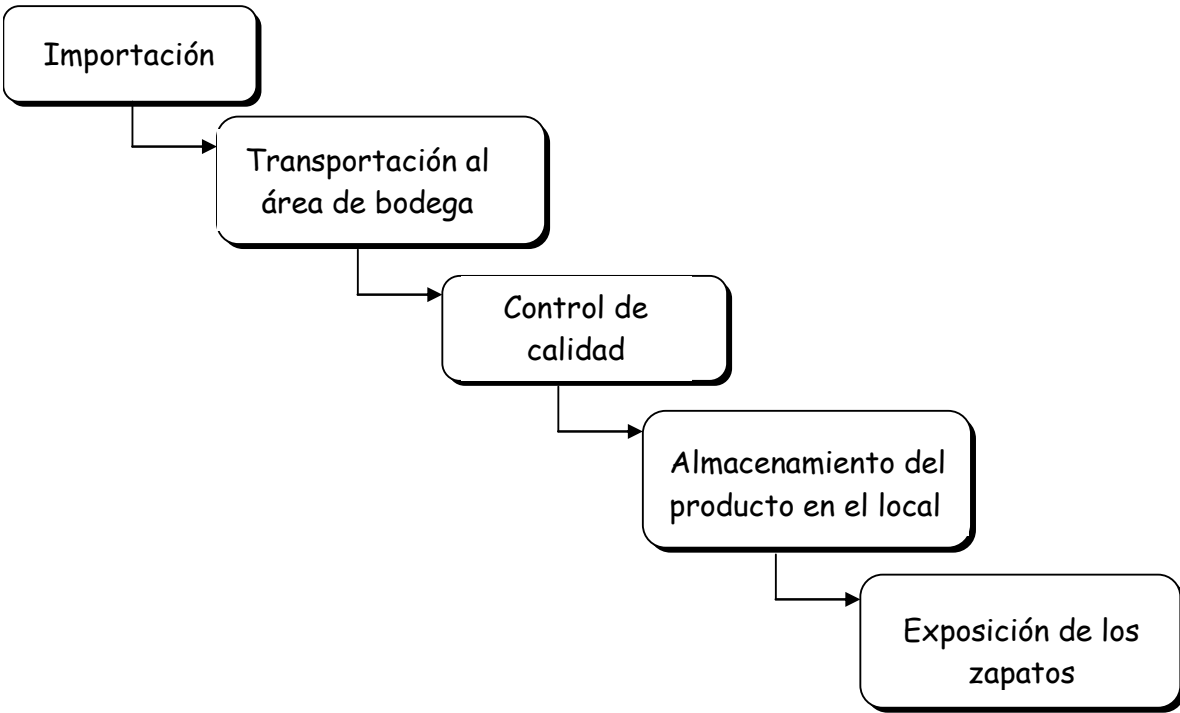 Importación
Transportación al
área de bodega
Control de
calidad
Almacenamiento del
producto en el local
Exposición de los
zapatos